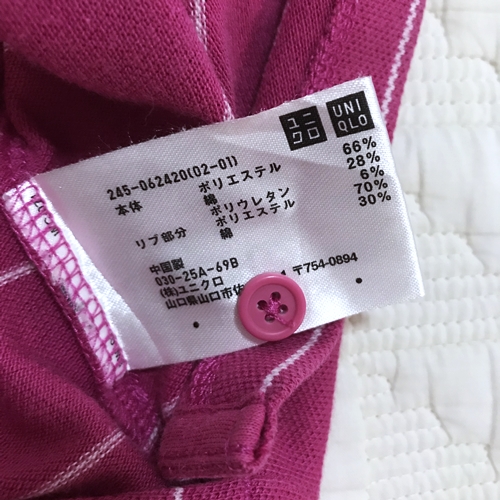 ユニクロ
UNIQLO
245-062420(02-01)
本体 ポリエステル 66%
綿 28%
ポリウレタン 6%
リブ部分 ポリエステル 70%
綿 30%
中国製
030-25A-69B
(株)ユニクロ
山口県山口市佐 1 〒754-0894